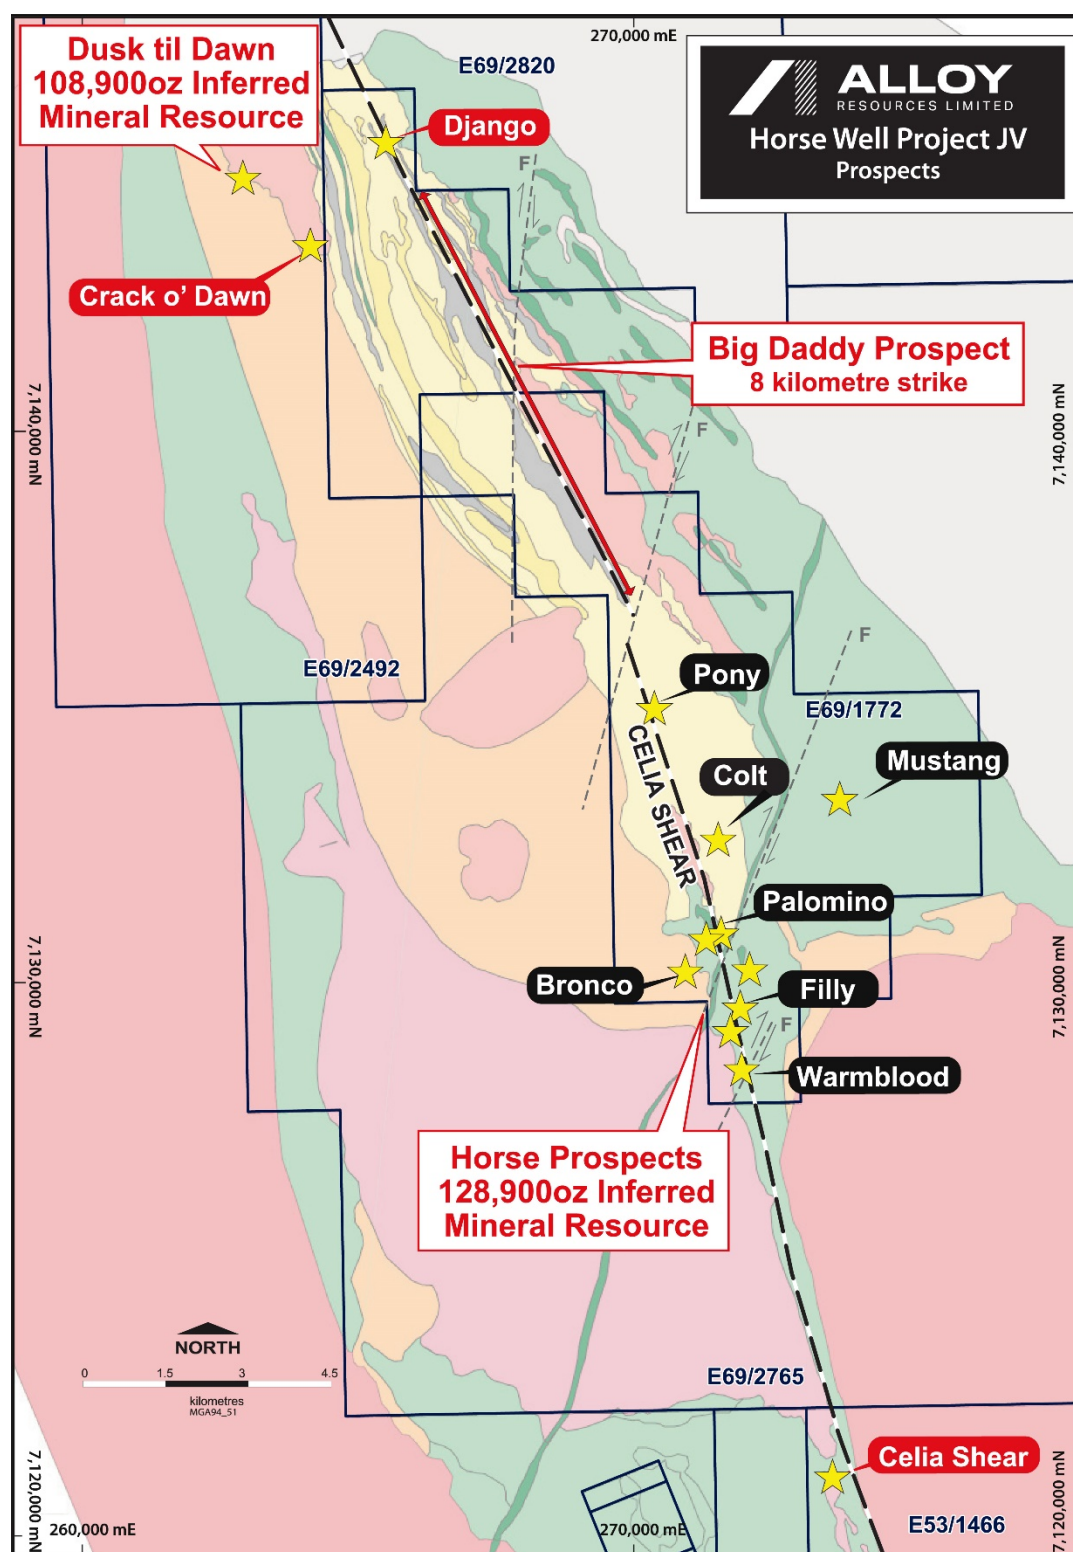 270,000 mE
Dusk til Dawn
108,900oz Inferred
Mineral Resource
E69/2820
ALLOY
RESOURCES LIMITED
Horse Well Project JV
Prospects
Django
F
Crack o' Dawn
Big Daddy Prospect
8 kilometre strike
7,140,000 mN
7,140,000 mN
F
F
E69/2492
Pony
E69/1772
CELIA SHEAR
Colt
Mustang
Palomino
7,130,000 mN
Bronco
Filly
7,130,000 mN
F
Warmblood
Horse Prospects
128,900oz Inferred
Mineral Resource
NORTH
0 1.5 3 4.5
kilometres
MGA94_51
E69/2765
Celia Shear
7,120,000 mN
260,000 mE
270,000 mE
E53/1466
7,120,000 mN